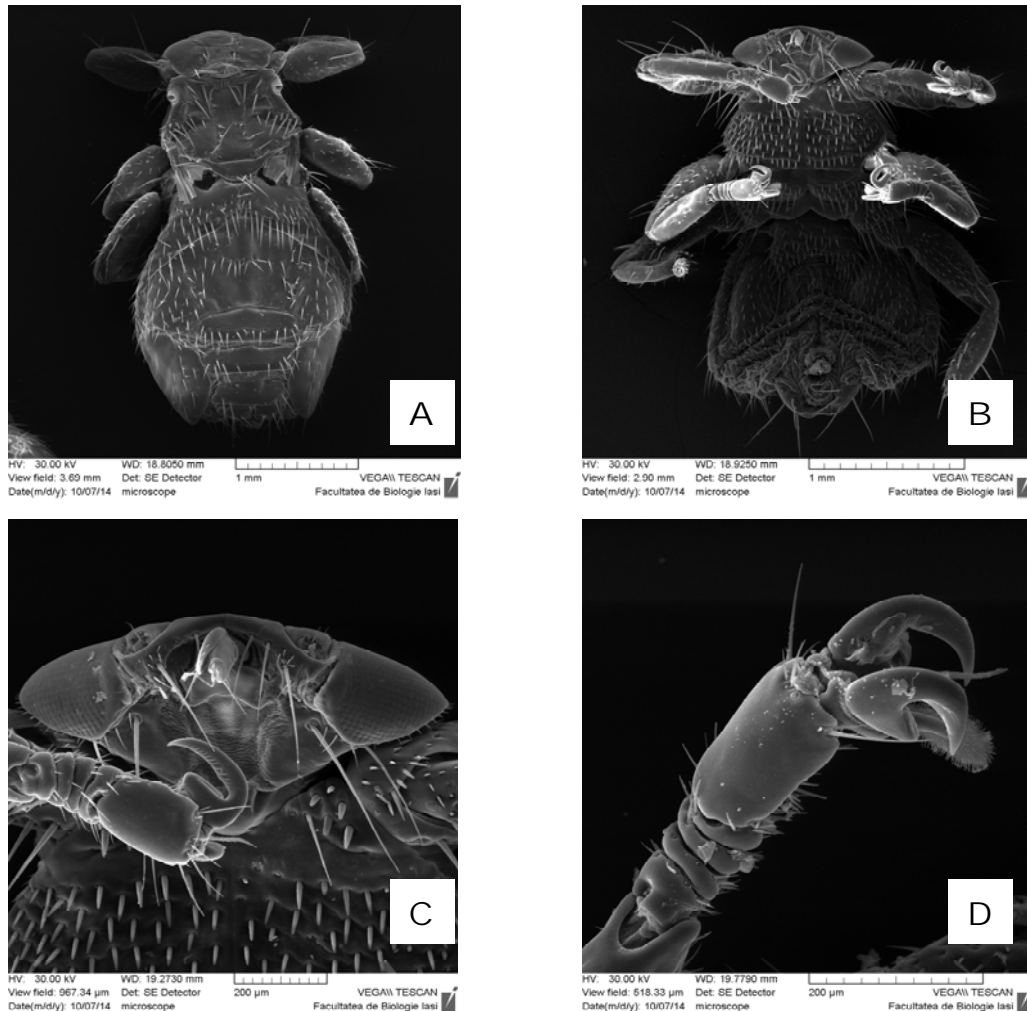 A
HV: 30.00 kV WD: 18.8050 mm
View field: 3.69 mm Det: SE Detector 1 mm VEGA\\ TESCAN
Date(m/d/y): 10/07/14 microscope Facultatea de Biologie Iasi
B
HV: 30.00 kV WD: 18.9250 mm
View field: 2.90 mm Det: SE Detector 1 mm VEGA\\ TESCAN
Date(m/d/y): 10/07/14 microscope Facultatea de Biologie Iasi
C
HV: 30.00 kV WD: 19.2730 mm
View field: 967.34 µm Det: SE Detector 200 µm VEGA\\ TESCAN
Date(m/d/y): 10/07/14 microscope Facultatea de Biologie Iasi
D
HV: 30.00 kV WD: 19.7790 mm
View field: 518.33 µm Det: SE Detector 200 µm VEGA\\ TESCAN
Date(m/d/y): 10/07/14 microscope Facultatea de Biologie Iasi